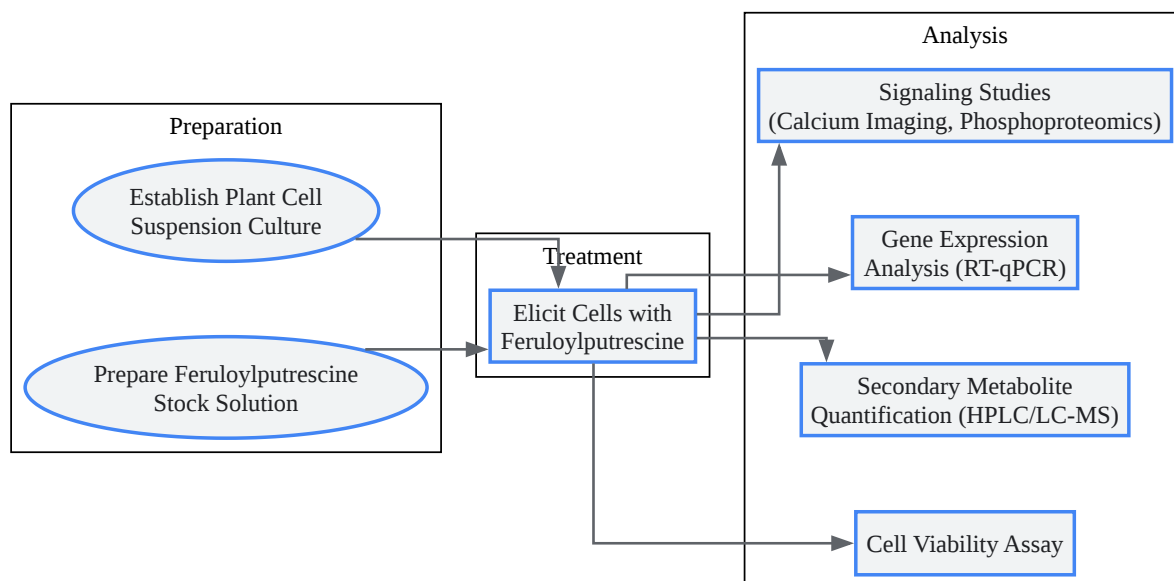 Preparation
Establish Plant Cell
Suspension Culture
Prepare Feruloylputrescine
Stock Solution
Treatment
Elicit Cells with
Feruloylputrescine
Analysis
Signaling Studies
(Calcium Imaging, Phosphoproteomics)
Gene Expression
Analysis (RT-qPCR)
Secondary Metabolite
Quantification (HPLC/LC-MS)
Cell Viability Assay